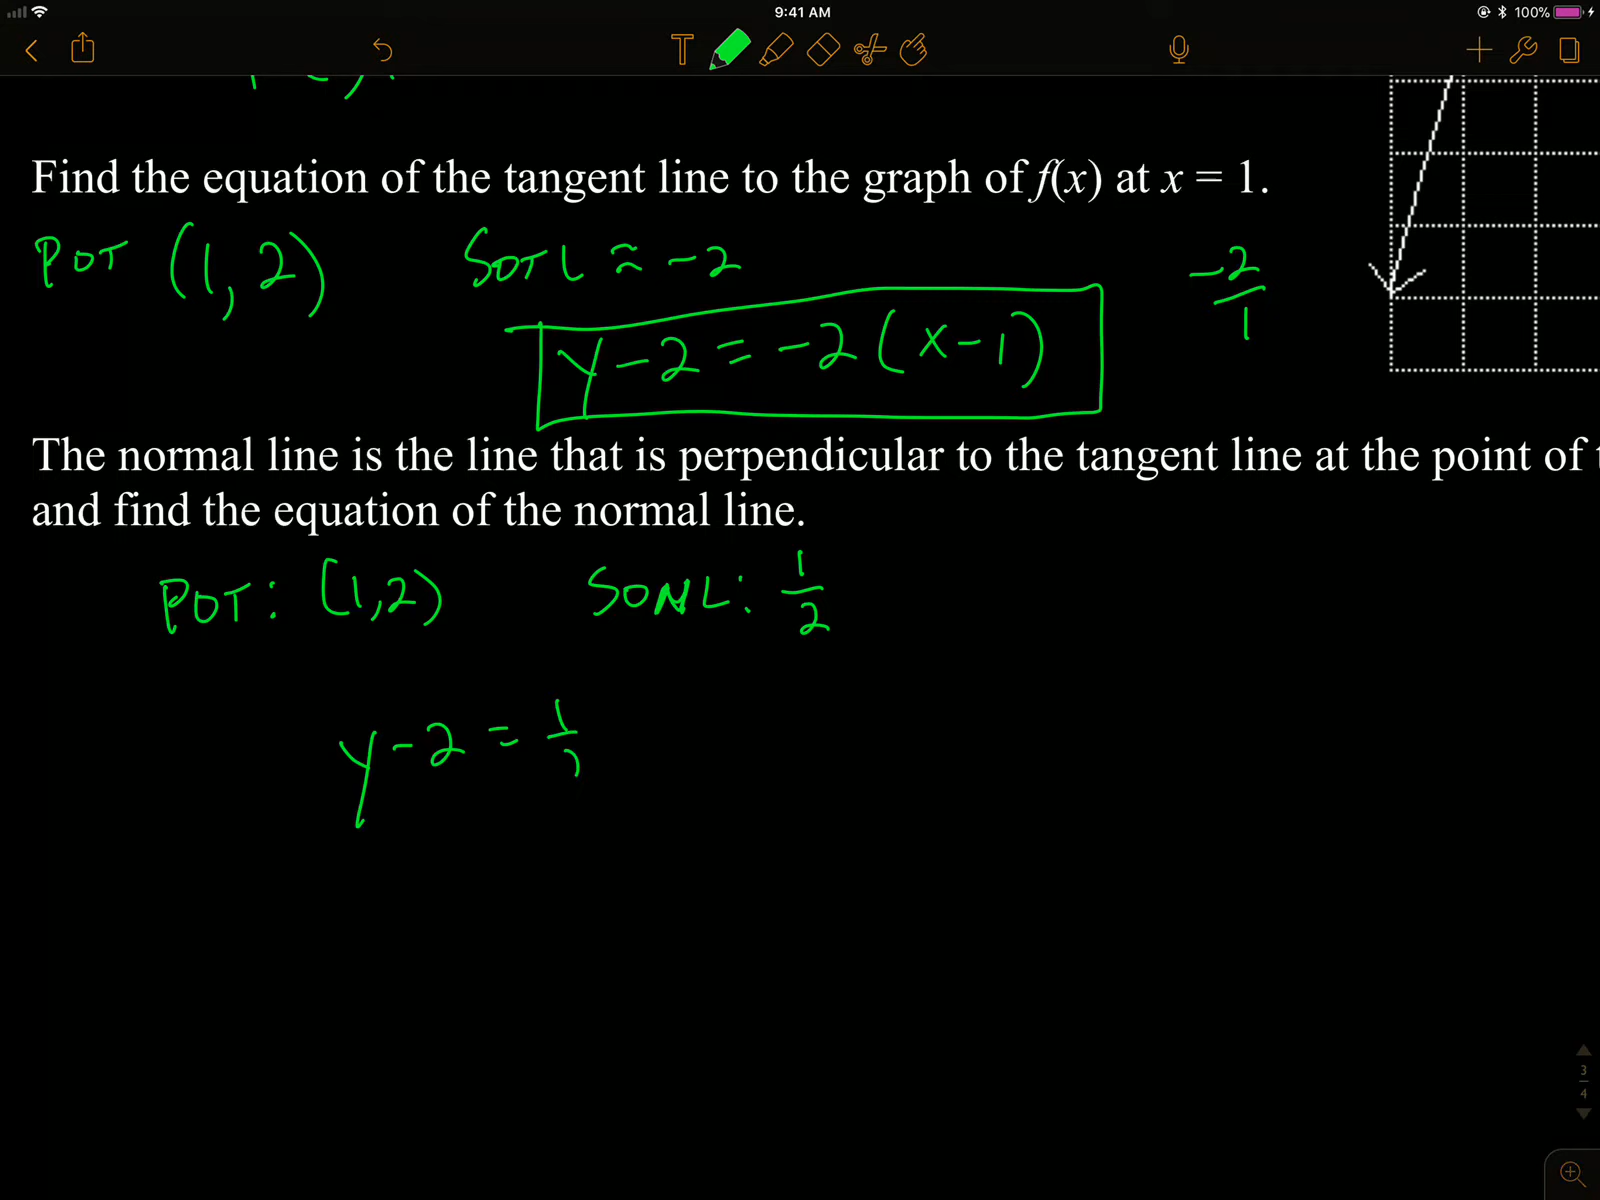 9:41 AM
100%
T
Find the equation of the tangent line to the graph of f(x) at x = 1.
POT (1, 2) SOTL ≈ -2
-2/1
y-2 = -2(x-1)
The normal line is the line that is perpendicular to the tangent line at the point of
and find the equation of the normal line.
POT: (1,2) SONL: 1/2
y-2 = 1/
3
4